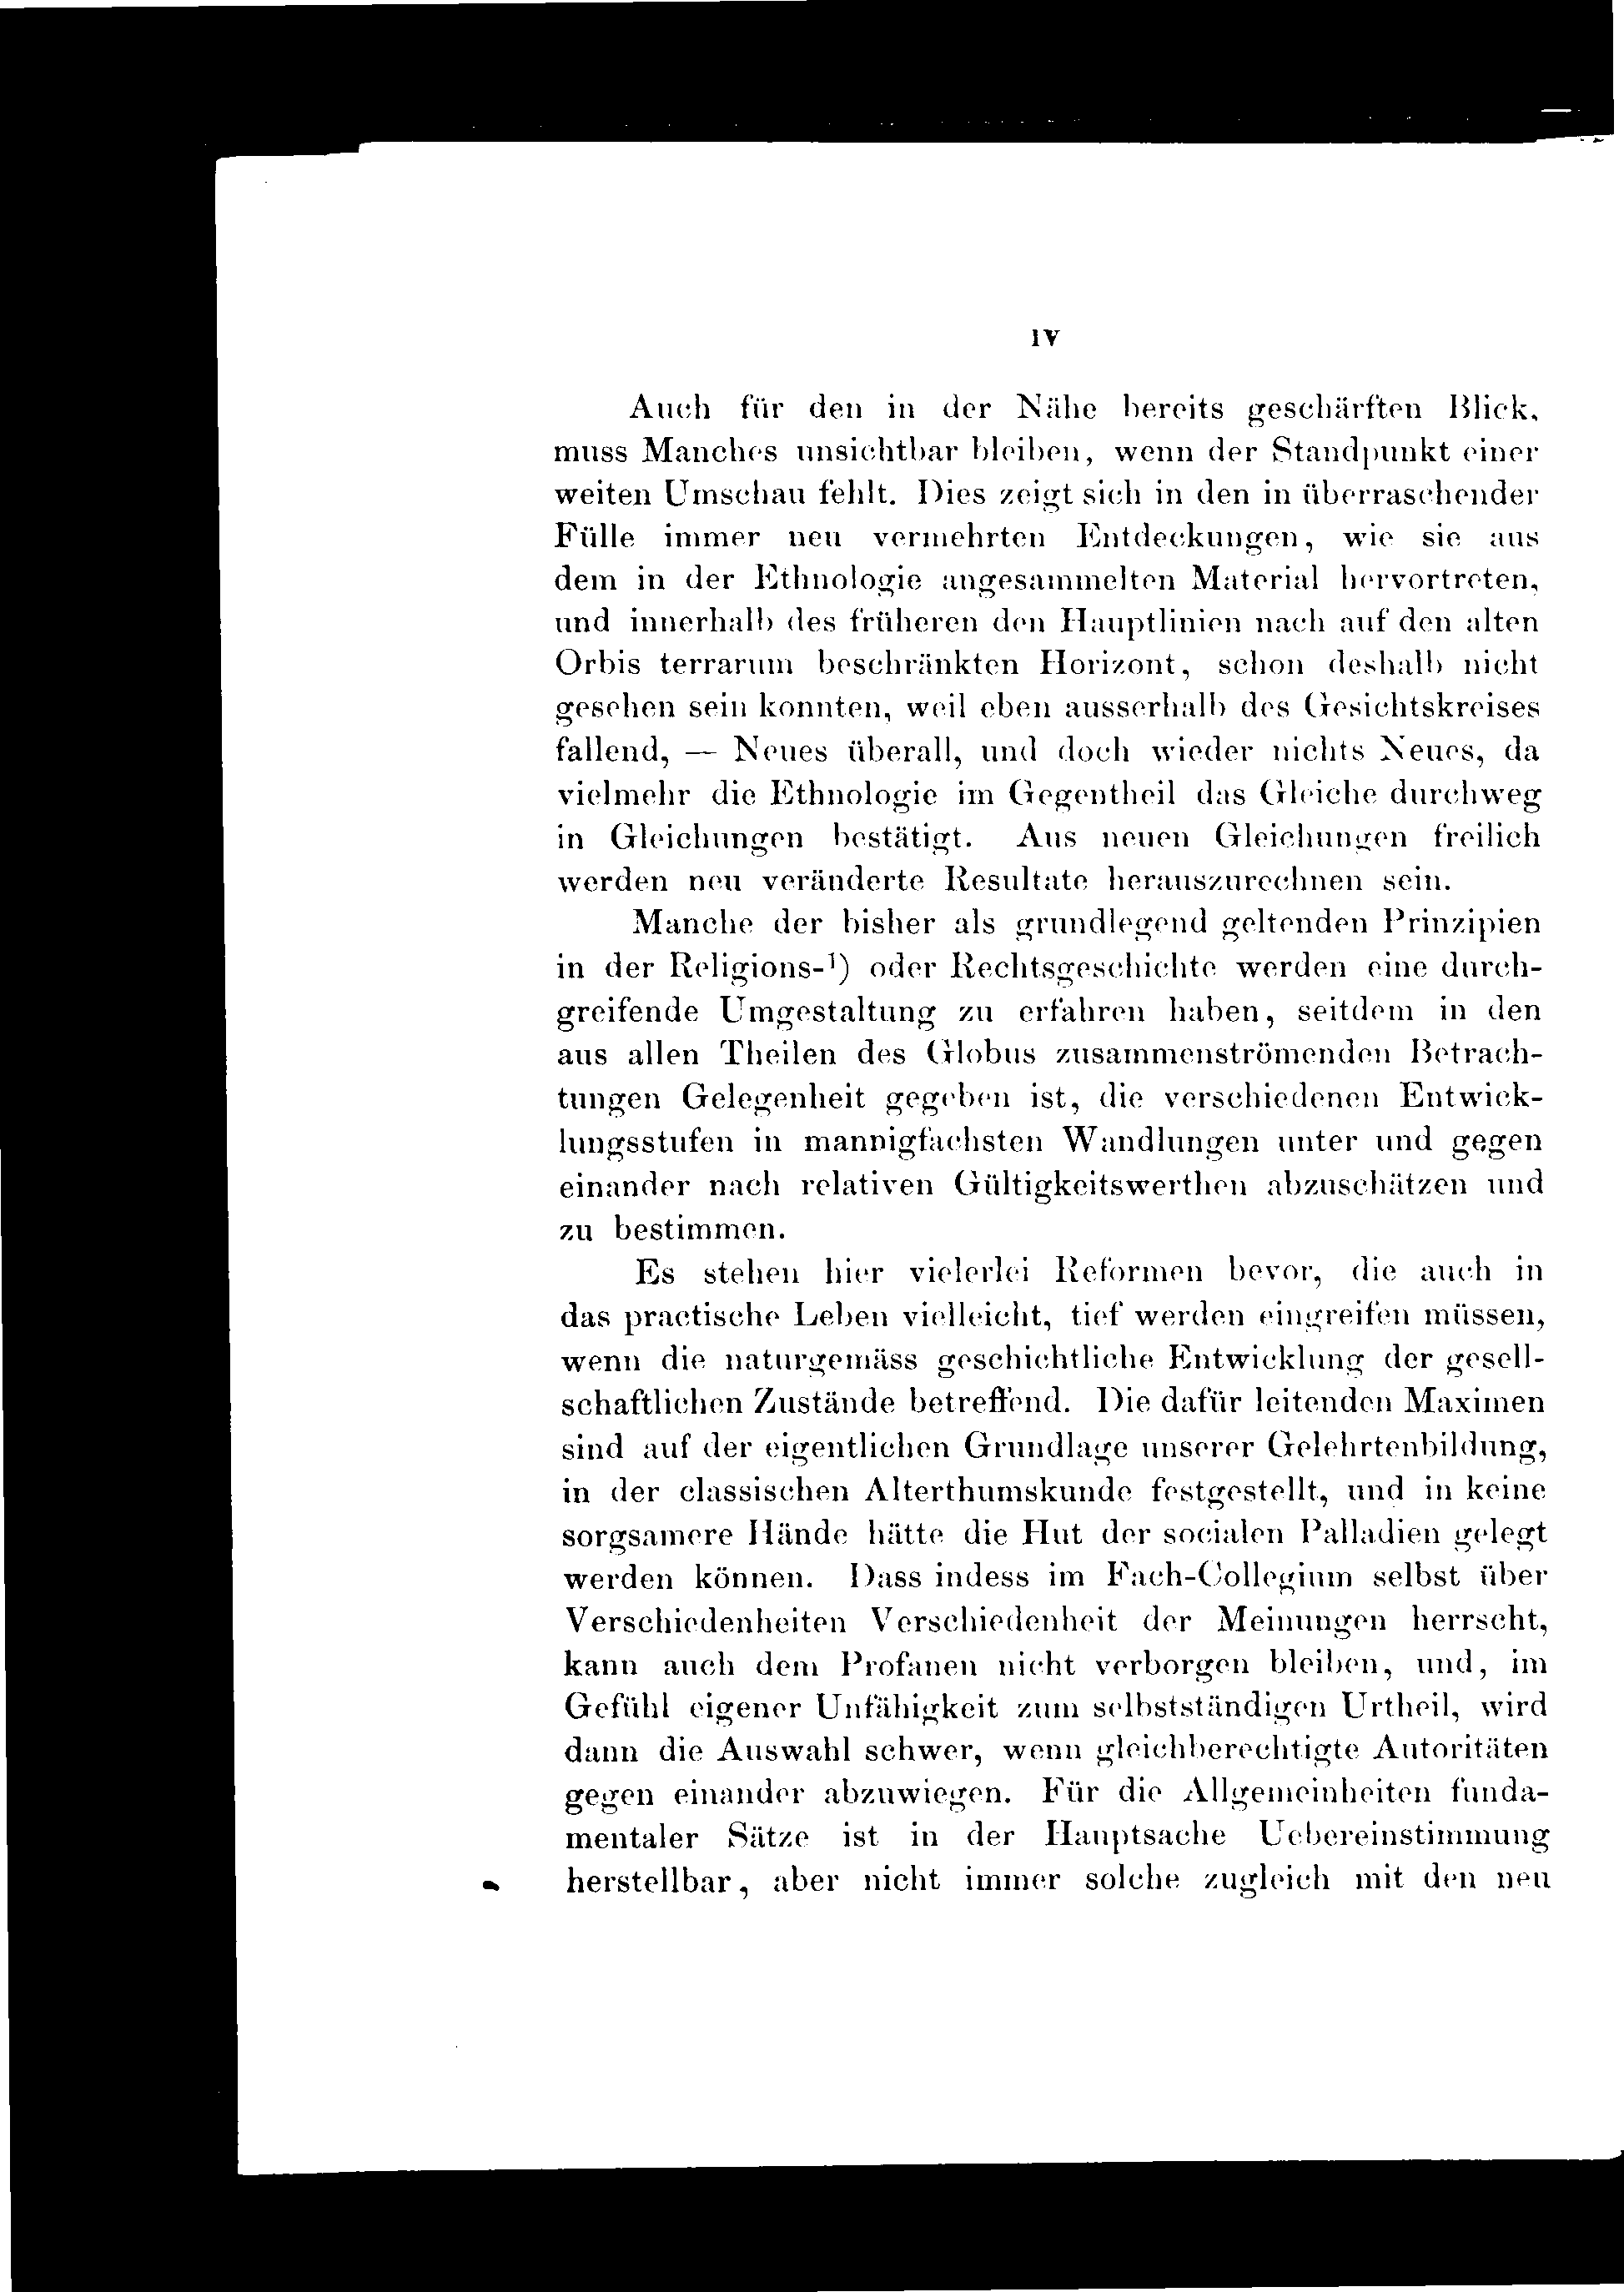 IV
Auch für den in der Nähe bereits geschärften Blick,
muss Manches unsichtbar bleiben, wenn der Standpunkt einer
weiten Umschau fehlt. Dies zeigt sich in den in überraschender
Fülle immer neu vermehrten Entdeckungen, wie sie aus
dem in der Ethnologie angesammelten Material hervortreten,
und innerhalb des früheren den Hauptlinien nach auf den alten
Orbis terrarum beschränkten Horizont, schon deshalb nicht
gesehen sein konnten, weil eben ausserhalb des Gesichtskreises
fallend, — Neues überall, und doch wieder nichts Neues, da
vielmehr die Ethnologie im Gegentheil das Gleiche durchweg
in Gleichungen bestätigt. Aus neuen Gleichungen freilich
werden neu veränderte Resultate herauszurechnen sein.
Manche der bisher als grundlegend geltenden Prinzipien
in der Religions-¹) oder Rechtsgeschichte werden eine durch-
greifende Umgestaltung zu erfahren haben, seitdem in den
aus allen Theilen des Globus zusammenströmenden Betrach-
tungen Gelegenheit gegeben ist, die verschiedenen Entwick-
lungsstufen in mannigfachsten Wandlungen unter und gegen
einander nach relativen Gültigkeitswerthen abzuschätzen und
zu bestimmen.
Es stehen hier vielerlei Reformen bevor, die auch in
das practische Leben vielleicht, tief werden eingreifen müssen,
wenn die naturgemäss geschichtliche Entwicklung der gesell-
schaftlichen Zustände betreffend. Die dafür leitenden Maximen
sind auf der eigentlichen Grundlage unserer Gelehrtenbildung,
in der classischen Alterthumskunde festgestellt, und in keine
sorgsamere Hände hätte die Hut der socialen Palladien gelegt
werden können. Dass indess im Fach-Collegium selbst über
Verschiedenheiten Verschiedenheit der Meinungen herrscht,
kann auch dem Profanen nicht verborgen bleiben, und, im
Gefühl eigener Unfähigkeit zum selbstständigen Urtheil, wird
dann die Auswahl schwer, wenn gleichberechtigte Autoritäten
gegen einander abzuwiegen. Für die Allgemeinheiten funda-
mentaler Sätze ist in der Hauptsache Uebereinstimmung
herstellbar, aber nicht immer solche zugleich mit den neu